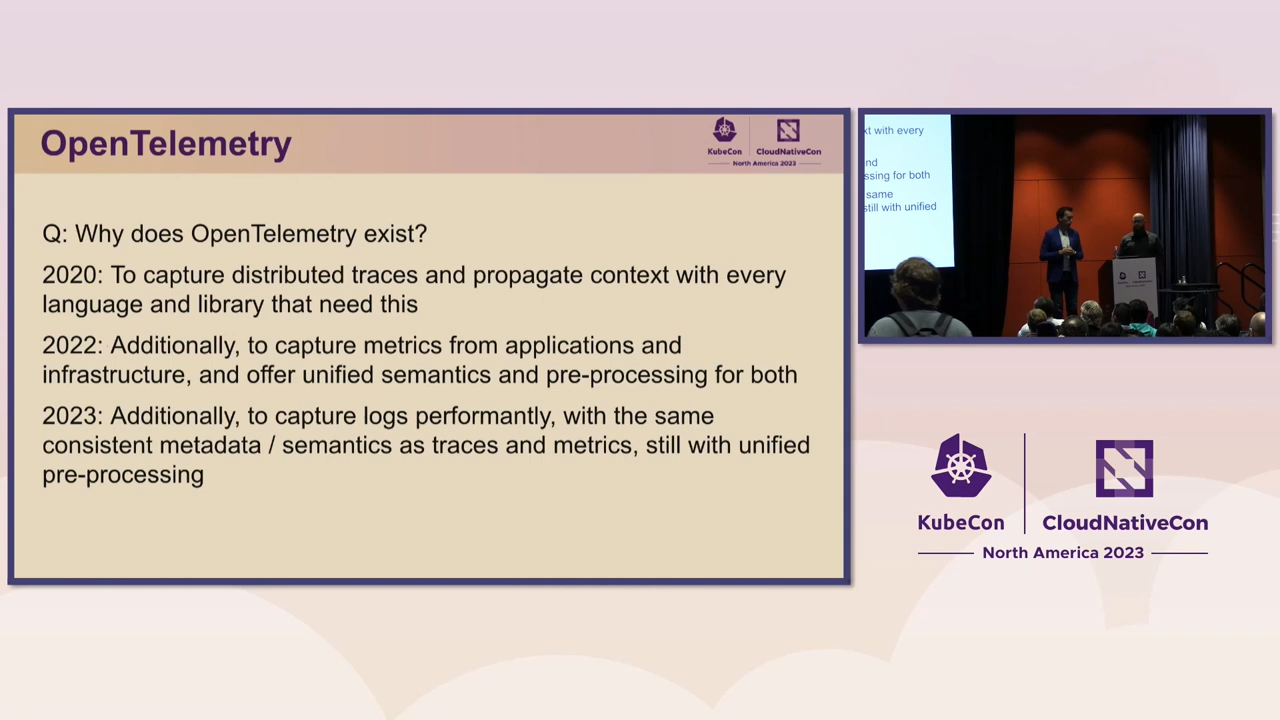 OpenTelemetry
KubeCon
CloudNativeCon
North America 2023
Q: Why does OpenTelemetry exist?
2020: To capture distributed traces and propagate context with every
language and library that need this
2022: Additionally, to capture metrics from applications and
infrastructure, and offer unified semantics and pre-processing for both
2023: Additionally, to capture logs performantly, with the same
consistent metadata / semantics as traces and metrics, still with unified
pre-processing
xt with every
nd
ssing for both
same
still with unified
KubeCon
CloudNativeCon
North America 2023